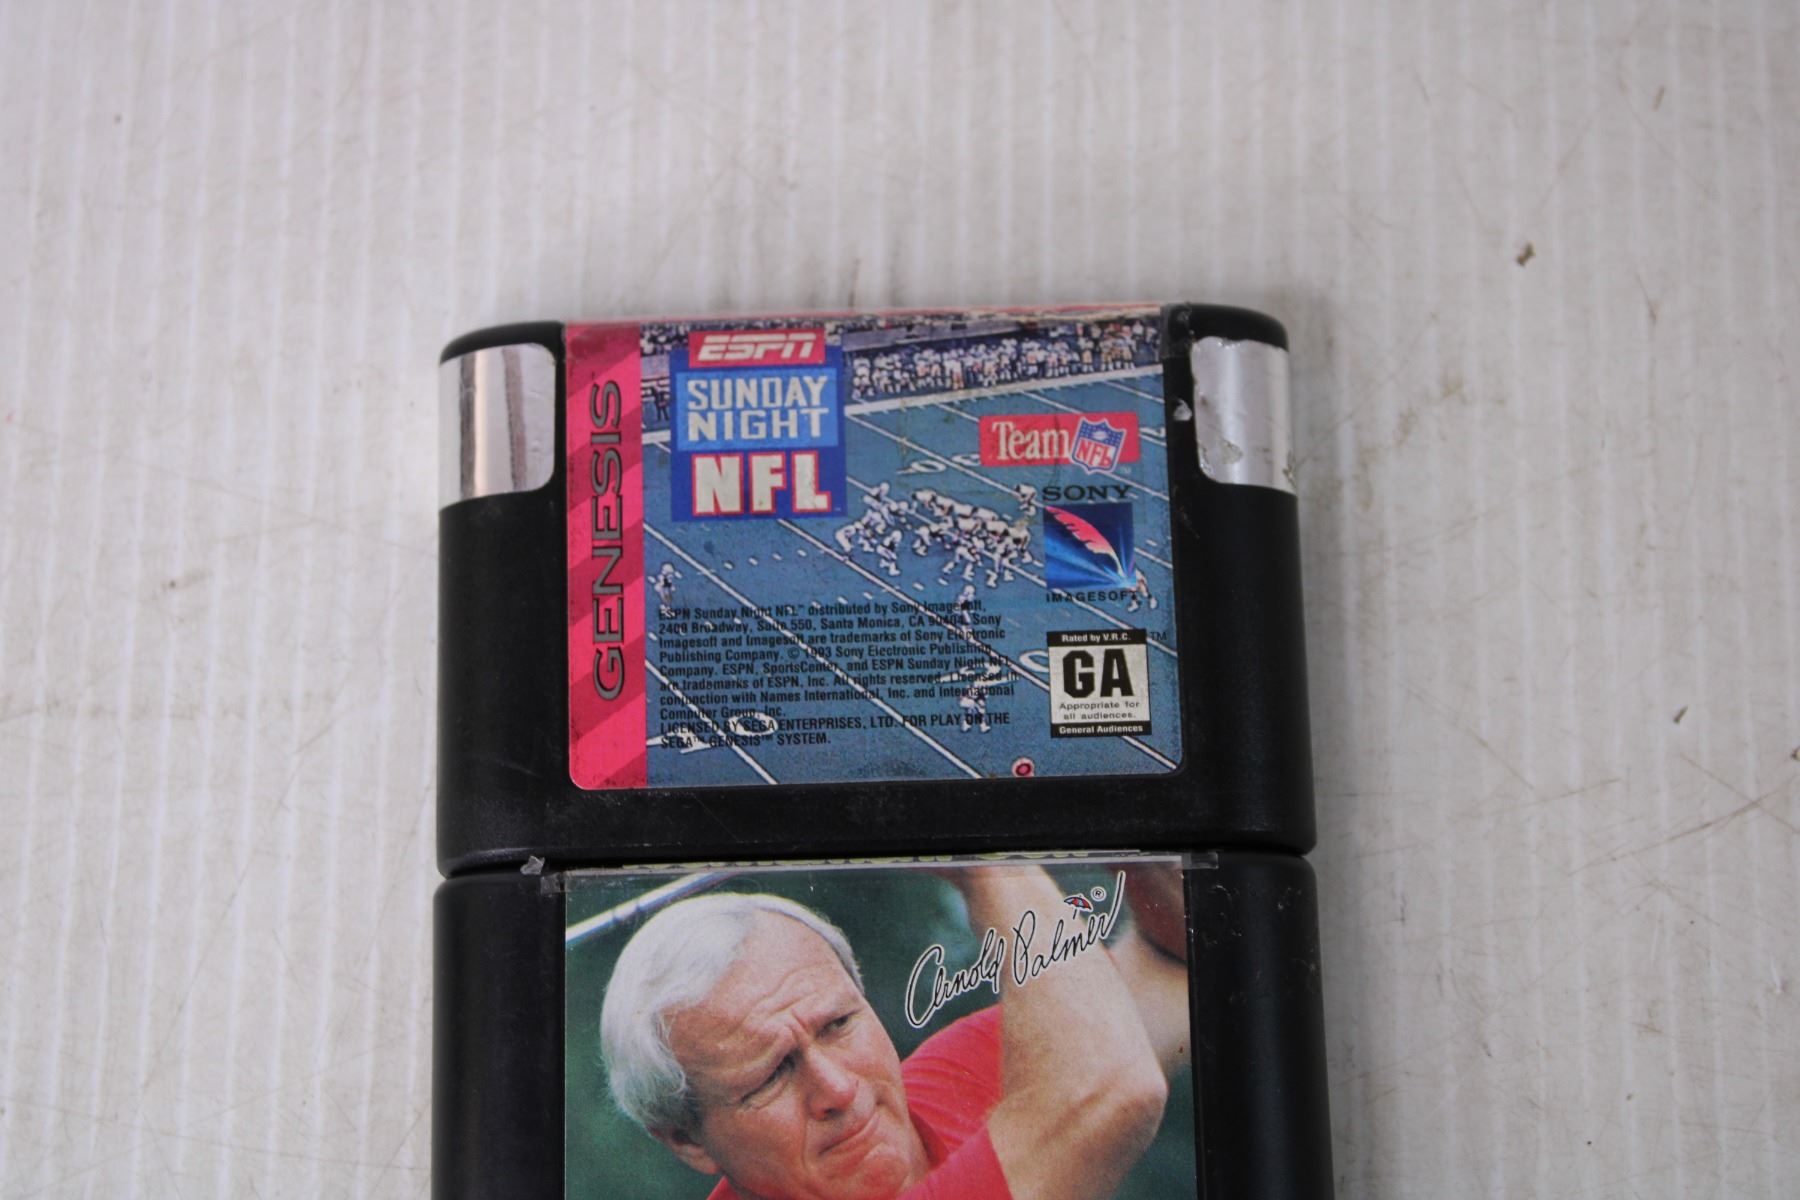 GENESIS
ESPN
SUNDAY
NIGHT
NFL
Team NFL
SONY
IMAGESOFT
ESPN Sunday Night NFL™ distributed by Sony Imagesoft,
2400 Broadway, Suite 550, Santa Monica, CA 90404. Sony
Imagesoft and Imagesoft are trademarks of Sony Electronic
Publishing Company. © 1993 Sony Electronic Publishing
Company. ESPN, SportsCenter, and ESPN Sunday Night NFL
are trademarks of ESPN, Inc. All rights reserved. Licensed in
conjunction with Names International, Inc. and International
Computer Group, Inc.
LICENSED BY SEGA ENTERPRISES, LTD. FOR PLAY ON THE
SEGA™ GENESIS™ SYSTEM.
Rated by V.R.C. ™
GA
Appropriate for
all audiences.
General Audiences
Arnold Palmer ®